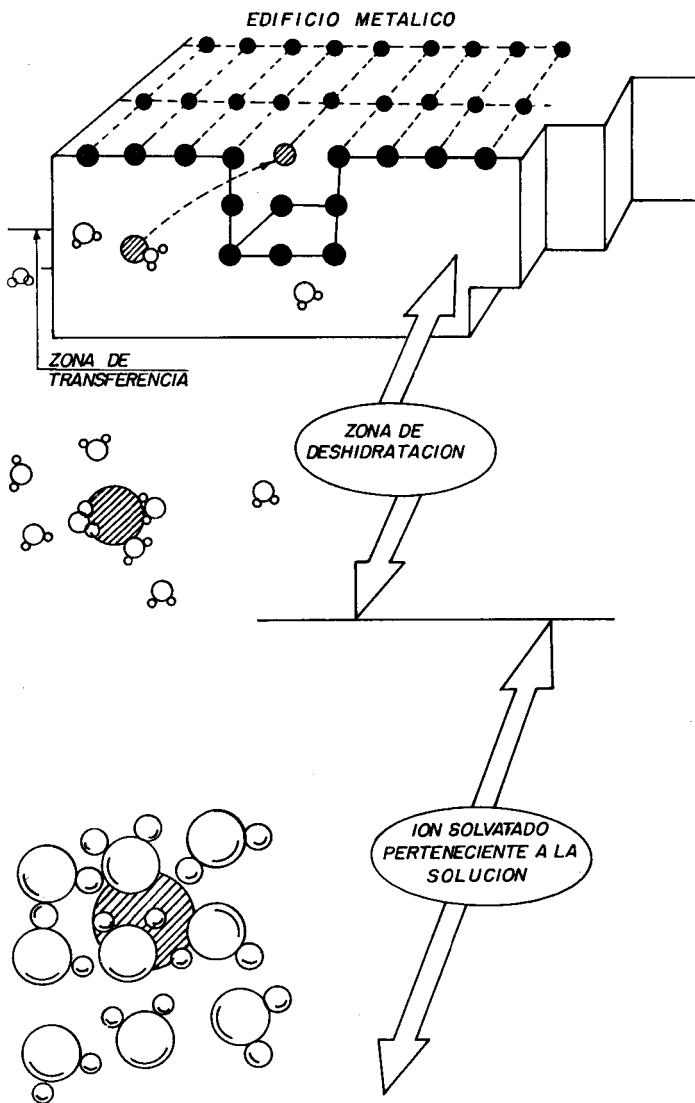 EDIFICIO METALICO
ZONA DE
TRANSFERENCIA
ZONA DE
DESHIDRATACION
ION SOLVATADO
PERTENECIENTE A LA
SOLUCION